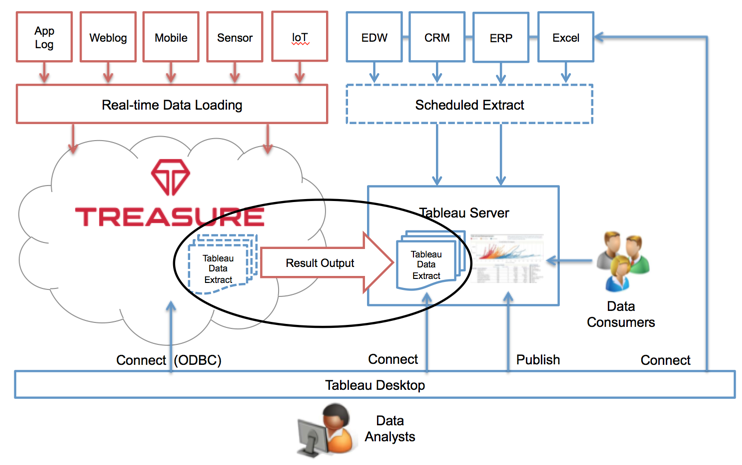 App
Log
Weblog
Mobile
Sensor
IoT
EDW
CRM
ERP
Excel
Real-time Data Loading
Scheduled Extract
TREASURE
Tableau Server
Tableau
Data
Extract
Result Output
Tableau
Data
Extract
Data
Consumers
Connect (ODBC)
Connect
Publish
Connect
Tableau Desktop
Data
Analysts